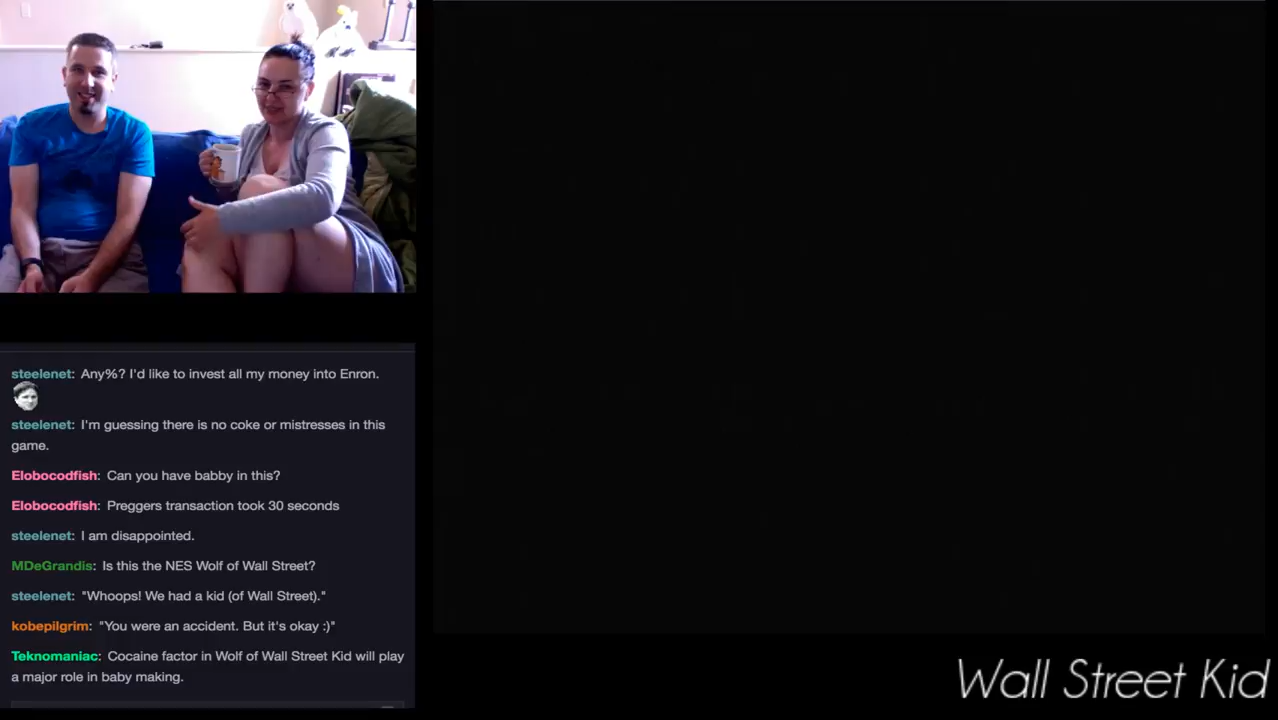 steelenet: Any%? I'd like to invest all my money into Enron.
steelenet: I'm guessing there is no coke or mistresses in this
game.
Elobocodfish: Can you have babby in this?
Elobocodfish: Preggers transaction took 30 seconds
steelenet: I am disappointed.
MDeGrandis: Is this the NES Wolf of Wall Street?
steelenet: "Whoops! We had a kid (of Wall Street)."
kobepilgrim: "You were an accident. But it's okay :)"
Teknomaniac: Cocaine factor in Wolf of Wall Street Kid will play
a major role in baby making.
Wall Street Kid